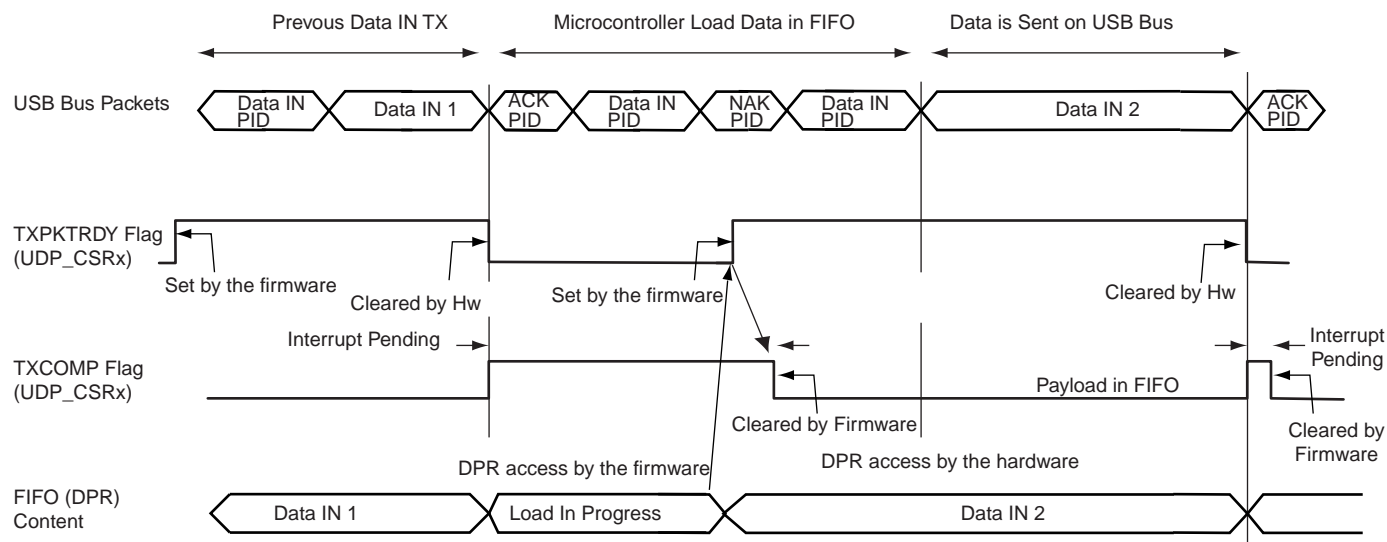 Prevous Data IN TX
Microcontroller Load Data in FIFO
Data is Sent on USB Bus
USB Bus Packets
Data IN
PID
Data IN 1
ACK
PID
Data IN
PID
NAK
PID
Data IN
PID
Data IN 2
ACK
PID
TXPKTRDY Flag
(UDP_CSRx)
Set by the firmware
Cleared by Hw
Set by the firmware
Cleared by Hw
Interrupt Pending
Interrupt
Pending
TXCOMP Flag
(UDP_CSRx)
Payload in FIFO
Cleared by Firmware
Cleared by
Firmware
DPR access by the firmware
DPR access by the hardware
FIFO (DPR)
Content
Data IN 1
Load In Progress
Data IN 2